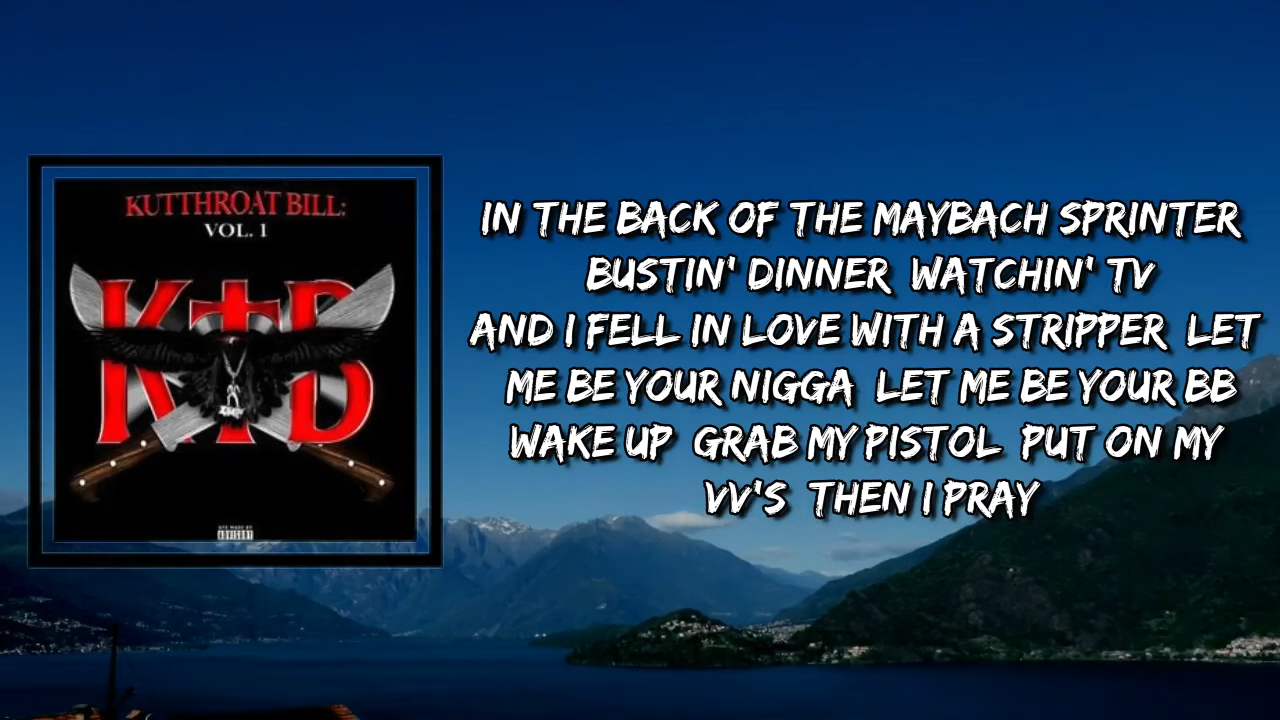 KUTTHROAT BILL:
VOL. 1
K B
IN THE BACK OF THE MAYBACH SPRINTER
BUSTIN' DINNER WATCHIN' TV
AND I FELL IN LOVE WITH A STRIPPER LET
ME BE YOUR NIGGA LET ME BE YOUR BB
WAKE UP GRAB MY PISTOL PUT ON MY
VV'S THEN I PRAY
ADVISORY